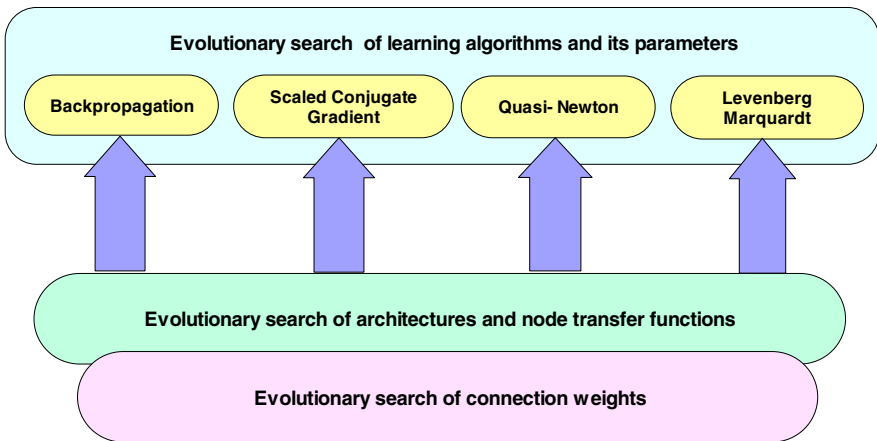 Evolutionary search of learning algorithms and its parameters
Backpropagation
Scaled Conjugate
Gradient
Quasi- Newton
Levenberg
Marquardt
Evolutionary search of architectures and node transfer functions
Evolutionary search of connection weights